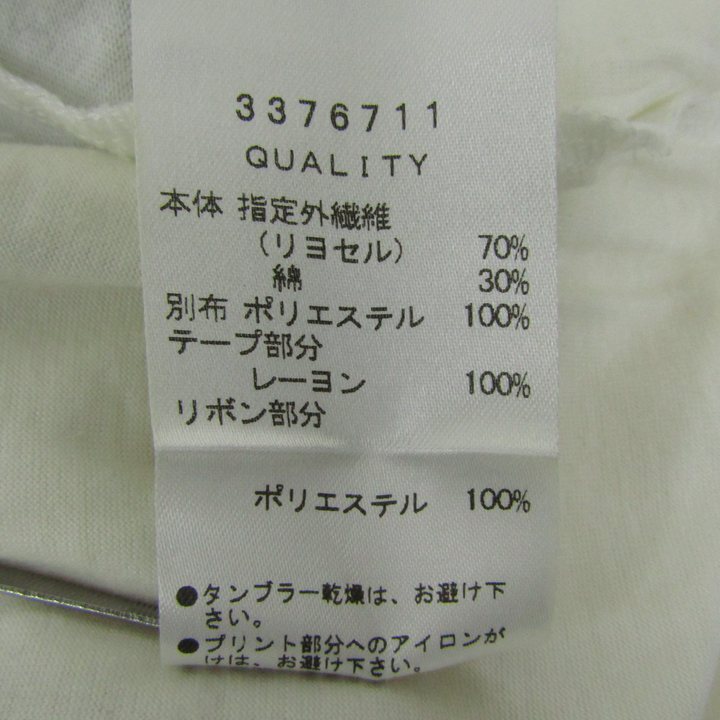 3376711
QUALITY
本体 指定外繊維
(リヨセル) 70%
綿 30%
別布 ポリエステル 100%
テープ部分
レーヨン 100%
リボン部分
ポリエステル 100%
●タンブラー乾燥は、お避け下
さい。
●プリント部分へのアイロンが
けは、お避け下さい。